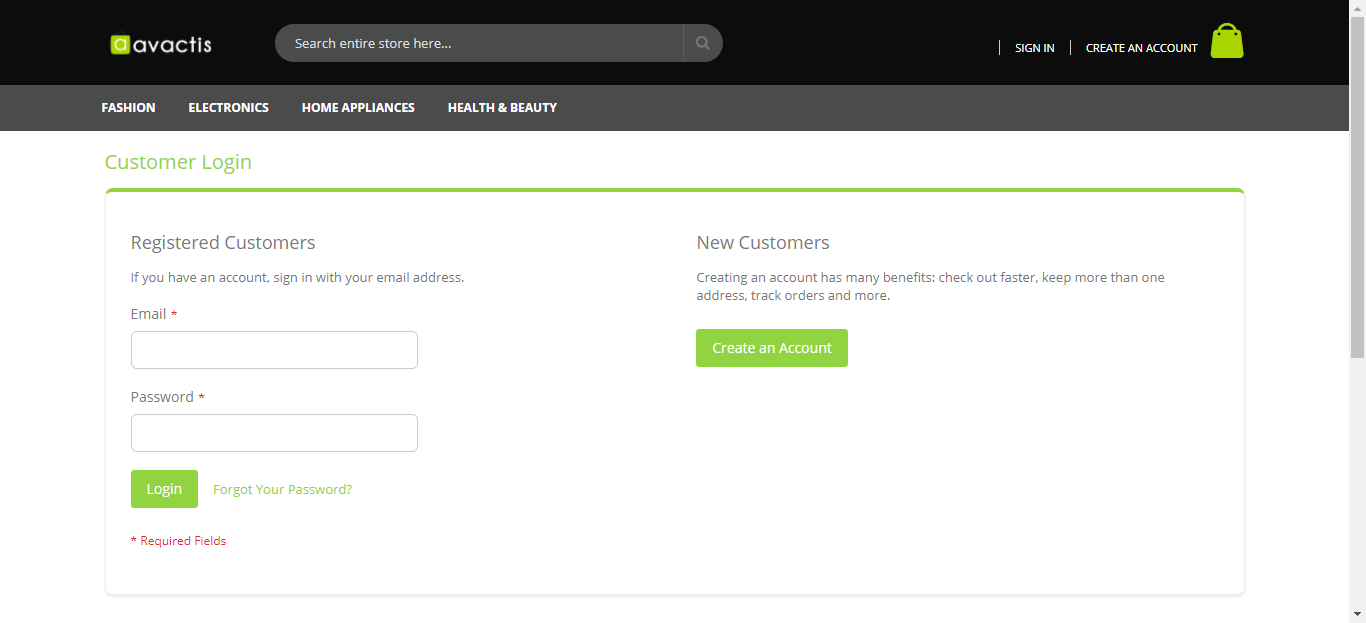 avactis
Search entire store here...
SIGN IN
CREATE AN ACCOUNT
FASHION
ELECTRONICS
HOME APPLIANCES
HEALTH & BEAUTY
Customer Login
Registered Customers
If you have an account, sign in with your email address.
Email *
Password *
Login
Forgot Your Password?
* Required Fields
New Customers
Creating an account has many benefits: check out faster, keep more than one
address, track orders and more.
Create an Account